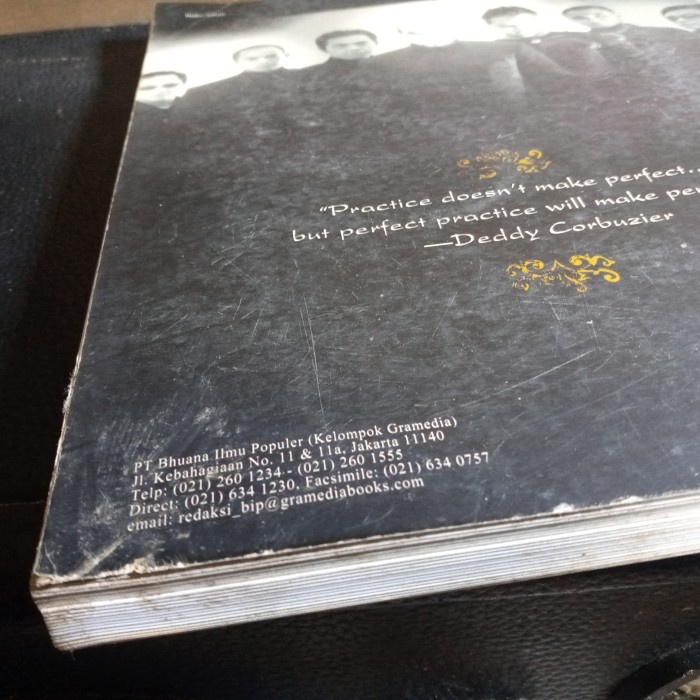 "Practice doesn't make perfect...
but perfect practice will make
—Deddy Corbuzier
PT Bhuana Ilmu Populer (Kelompok Gramedia)
Jl. Kebahagiaan No. 11 & 11a, Jakarta 11140
Telp: (021) 260 1234 - (021) 260 1555
Direct: (021) 634 1230, Facsimile: (021) 634 0757
email: redaksi_bip@gramediabooks.com